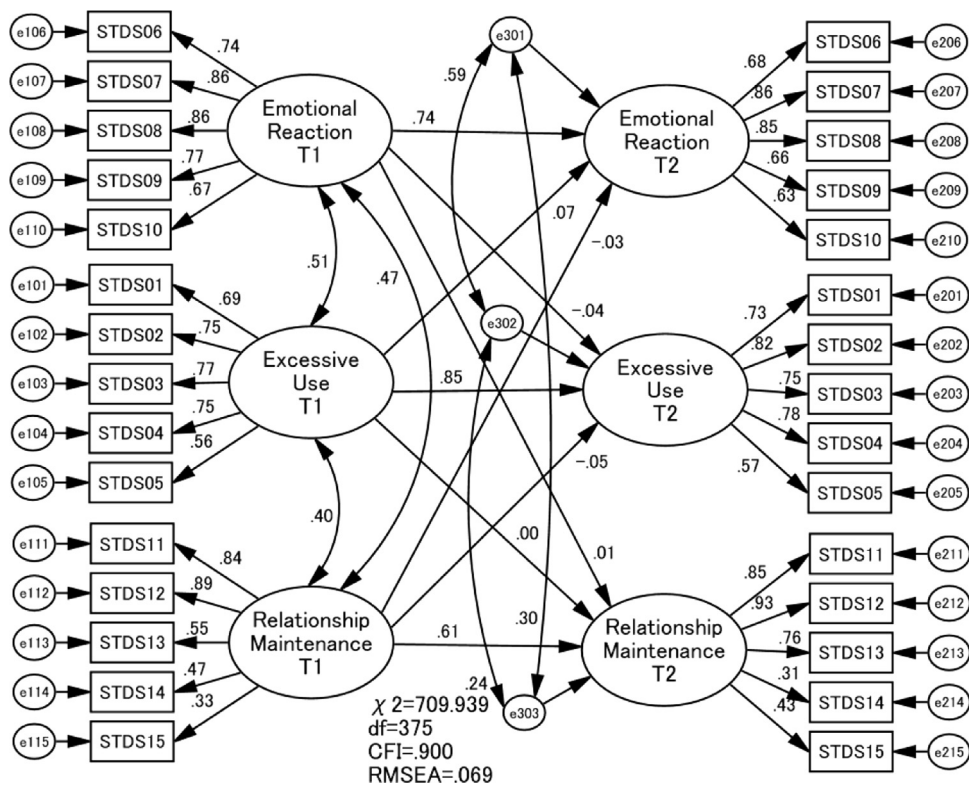 e106
STDS06
.74
e107
STDS07
.86
e108
STDS08
.86
e109
STDS09
.77
e110
STDS10
.67
Emotional
Reaction
T1
e101
STDS01
.69
e102
STDS02
.75
e103
STDS03
.77
e104
STDS04
.75
e105
STDS05
.56
Excessive
Use
T1
e111
STDS11
.84
e112
STDS12
.89
e113
STDS13
.55
e114
STDS14
.47
e115
STDS15
.33
Relationship
Maintenance
T1
.51
.47
.40
e301
.59
.74
.07
-.03
e302
-.04
.85
-.05
.00
.01
.30
.61
.24
e303
Emotional
Reaction
T2
.68
STDS06
e206
.86
STDS07
e207
.85
STDS08
e208
.66
STDS09
e209
.63
STDS10
e210
Excessive
Use
T2
.73
STDS01
e201
.82
STDS02
e202
.75
STDS03
e203
.78
STDS04
e204
.57
STDS05
e205
Relationship
Maintenance
T2
.85
STDS11
e211
.93
STDS12
e212
.76
STDS13
e213
.31
STDS14
e214
.43
STDS15
e215
χ2=709.939
df=375
CFI=.900
RMSEA=.069